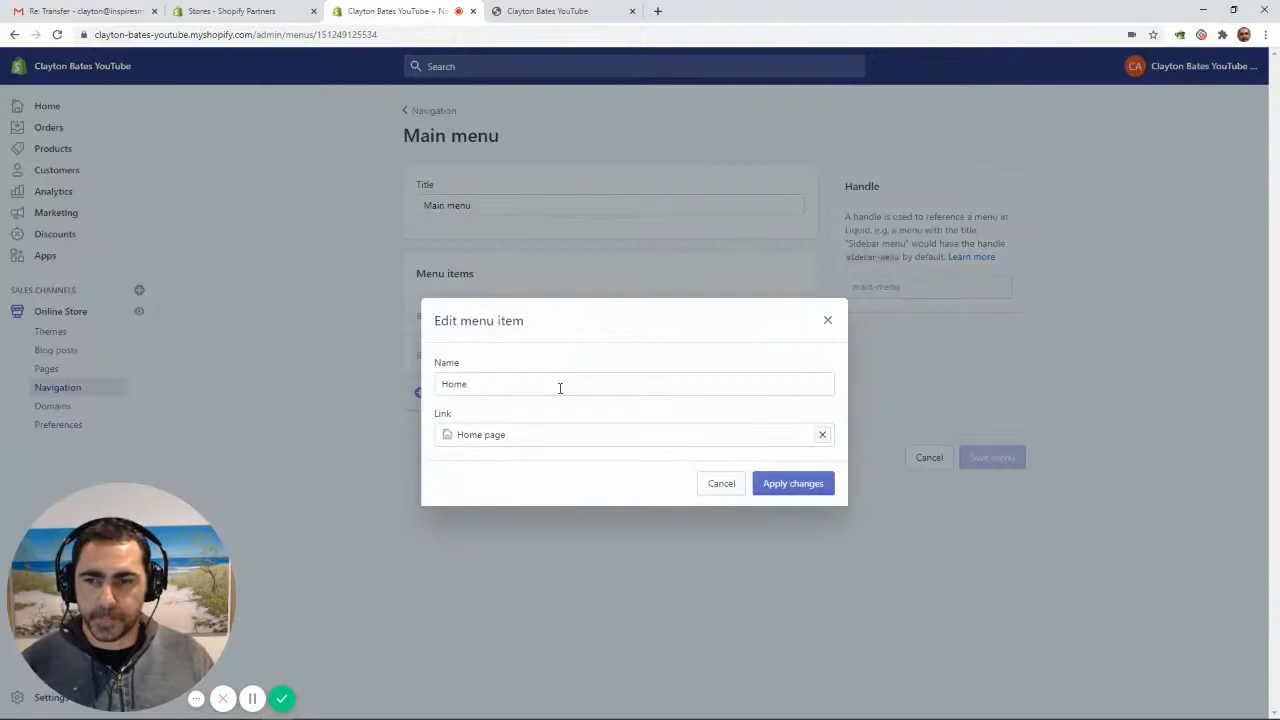 Re: Transfer - clayton@inspiresm
Stores - Shopify Partners
Clayton Bates YouTube ~ Na
Clayton Bates YouTube
clayton-bates-youtube.myshopify.com/admin/menus/151249125534
Clayton Bates YouTube
Search
CA
Clayton Bates YouTube ...
Home
Orders
Products
Customers
Analytics
Marketing
Discounts
Apps
SALES CHANNELS
Online Store
Themes
Blog posts
Pages
Navigation
Domains
Preferences
Settings
Navigation
Main menu
Title
Main menu
Menu items
Handle
A handle is used to reference a menu in
Liquid. e.g. a menu with the title
"Sidebar menu" would have the handle
sidebar-menu by default. Learn more
main-menu
Edit menu item
Name
Home
Link
Home page
Cancel
Apply changes
Cancel
Save menu